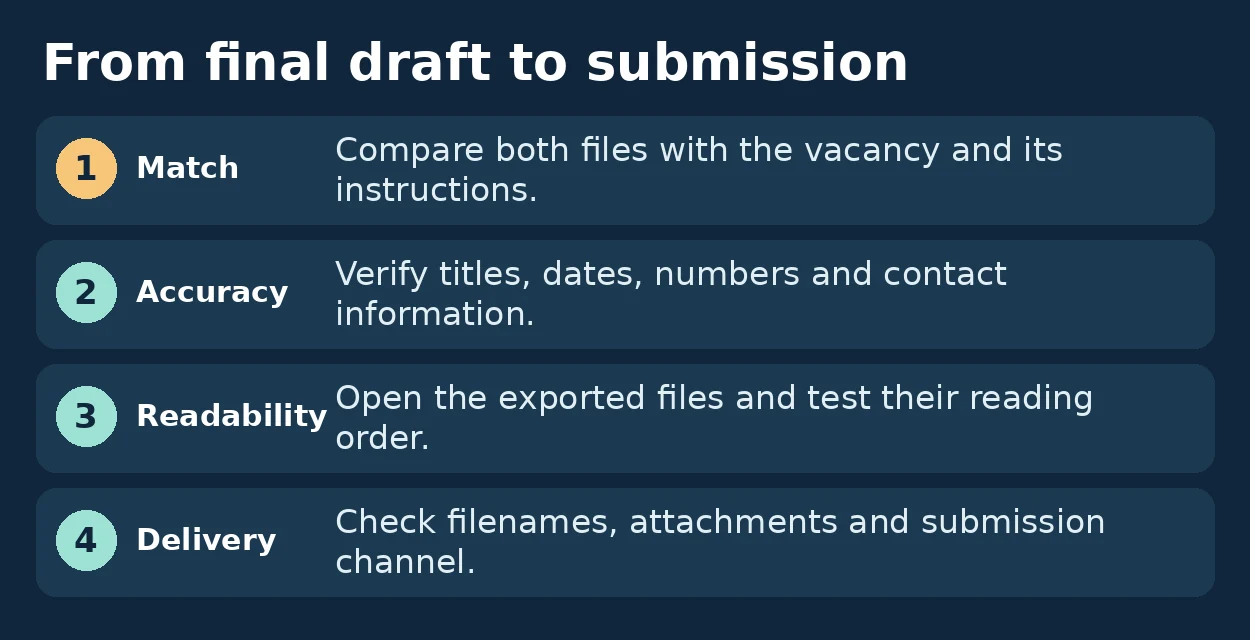 From final draft to submission
1 Match
Compare both files with the vacancy and its
instructions.
2 Accuracy
Verify titles, dates, numbers and contact
information.
3 Readability
Open the exported files and test their reading
order.
4 Delivery
Check filenames, attachments and submission
channel.